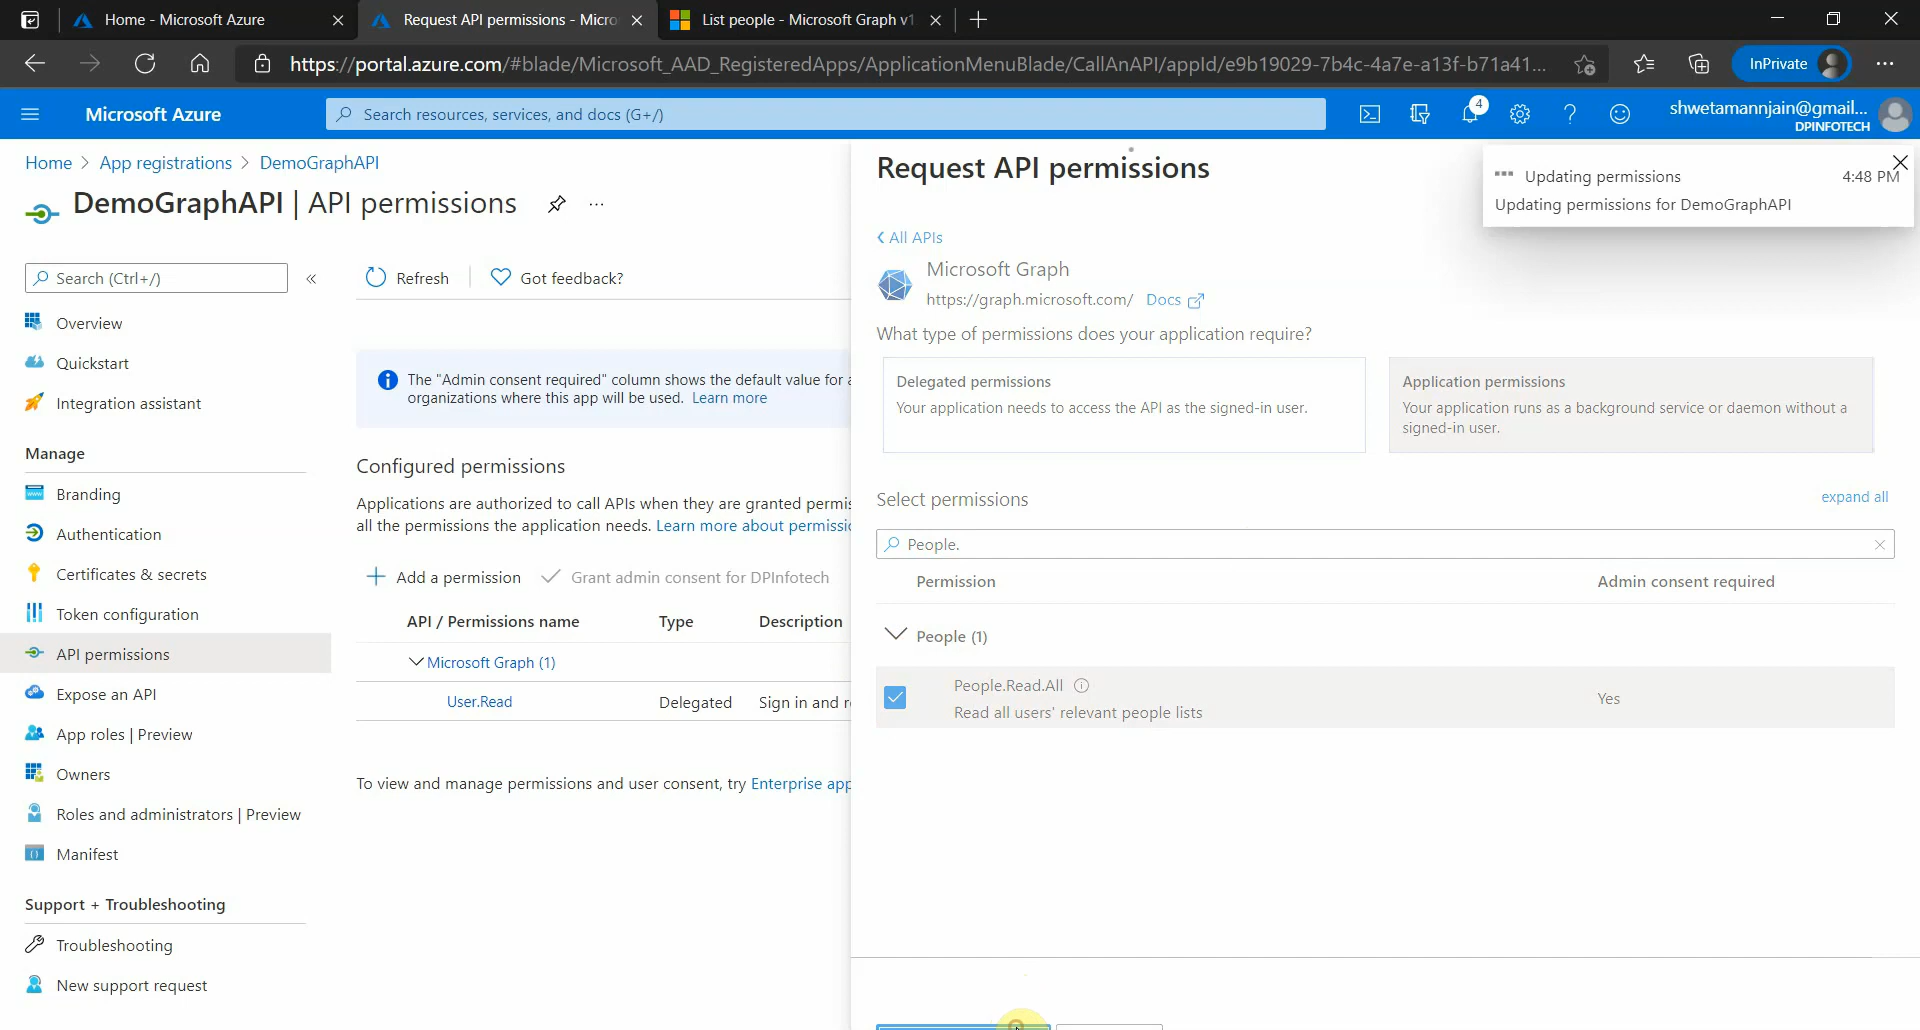 Home - Microsoft Azure
Request API permissions - Micro
List people - Microsoft Graph v1
https://portal.azure.com/#blade/Microsoft_AAD_RegisteredApps/ApplicationMenuBlade/CallAnAPI/appId/e9b19029-7b4c-4a7e-a13f-b71a41...
InPrivate
Microsoft Azure
Search resources, services, and docs (G+/)
4
shwetamannjain@gmail...
DPINFOTECH
Home > App registrations > DemoGraphAPI
DemoGraphAPI | API permissions
Search (Ctrl+/)
Overview
Quickstart
Integration assistant
Manage
Branding
Authentication
Certificates & secrets
Token configuration
API permissions
Expose an API
App roles | Preview
Owners
Roles and administrators | Preview
Manifest
Support + Troubleshooting
Troubleshooting
New support request
Refresh
Got feedback?
The "Admin consent required" column shows the default value for a
organizations where this app will be used. Learn more
Configured permissions
Applications are authorized to call APIs when they are granted permis
all the permissions the application needs. Learn more about permissio
Add a permission
Grant admin consent for DPInfotech
API / Permissions name
Type
Description
Microsoft Graph (1)
User.Read
Delegated
Sign in and r
To view and manage permissions and user consent, try Enterprise app
Request API permissions
All APIs
Microsoft Graph
https://graph.microsoft.com/ Docs
What type of permissions does your application require?
Delegated permissions
Your application needs to access the API as the signed-in user.
Application permissions
Your application runs as a background service or daemon without a
signed-in user.
Select permissions
expand all
People.
Permission
Admin consent required
People (1)
People.Read.All
Read all users' relevant people lists
Yes
Updating permissions
4:48 PM
Updating permissions for DemoGraphAPI